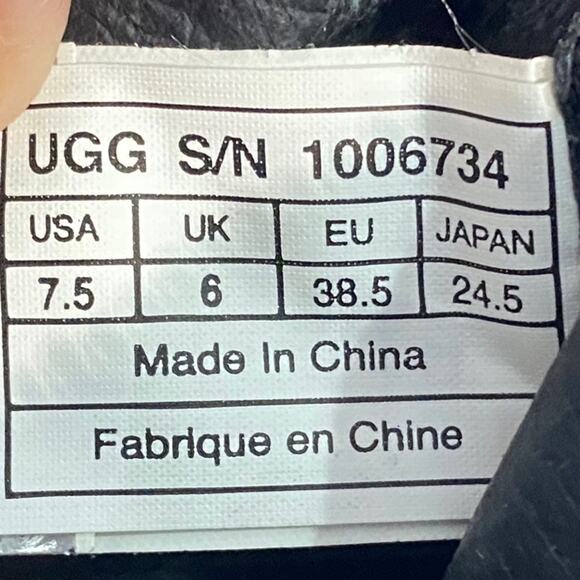 UGG S/N 1006734
USA UK EU JAPAN
7.5 6 38.5 24.5
Made In China
Fabrique en Chine